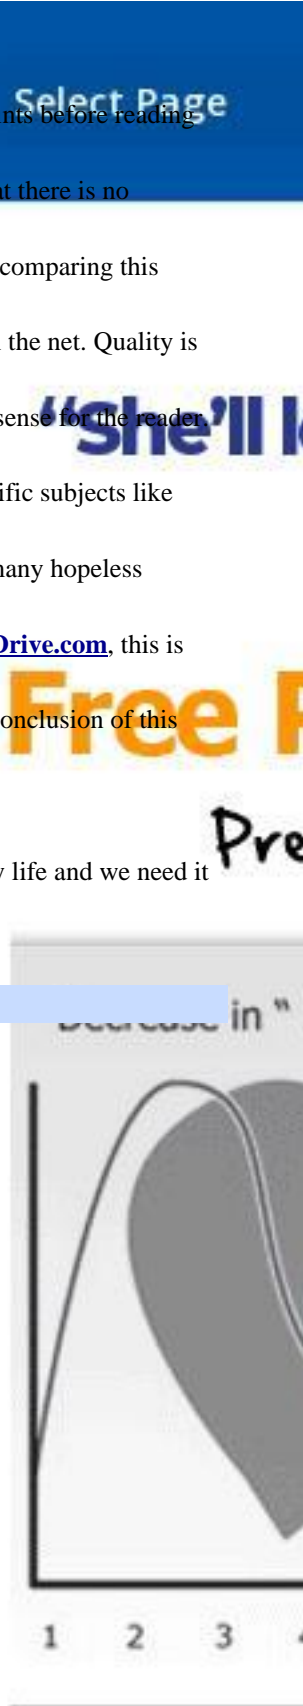 Select Page
nts before reading
t there is no
comparing this
the net. Quality is
sense for the reader.
"She'll l
ific subjects like
many hopeless
Drive.com, this is
Free
onclusion of this
Pre
life and we need it
Decrease in "
1 2 3